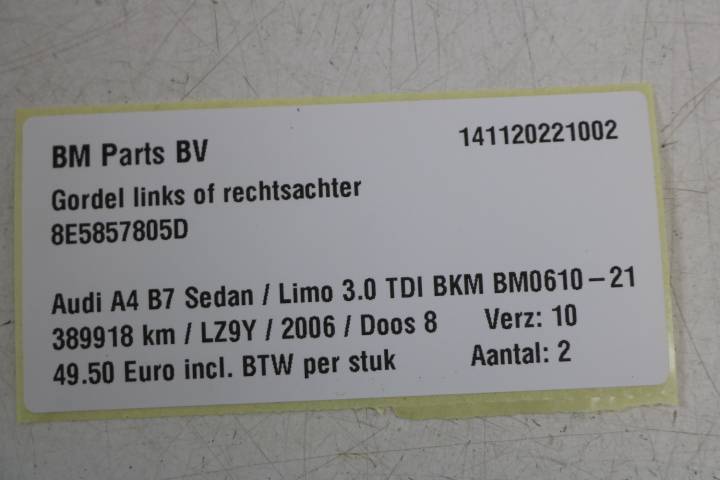 BM Parts BV 141120221002
Gordel links of rechtsachter
8E5857805D
Audi A4 B7 Sedan / Limo 3.0 TDI BKM BM0610-21
389918 km / LZ9Y / 2006 / Doos 8 Verz: 10
49.50 Euro incl. BTW per stuk Aantal: 2